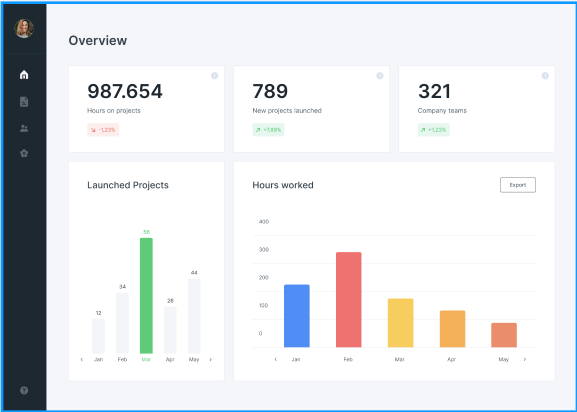 Overview
987.654
Hours on projects
-1,23%
789
New projects launched
+7,89%
321
Company teams
+1,23%
Launched Projects
56
44
34
26
12
Jan Feb Mar Apr May
Hours worked
Export
400
300
200
100
0
Jan Feb Mar Apr May